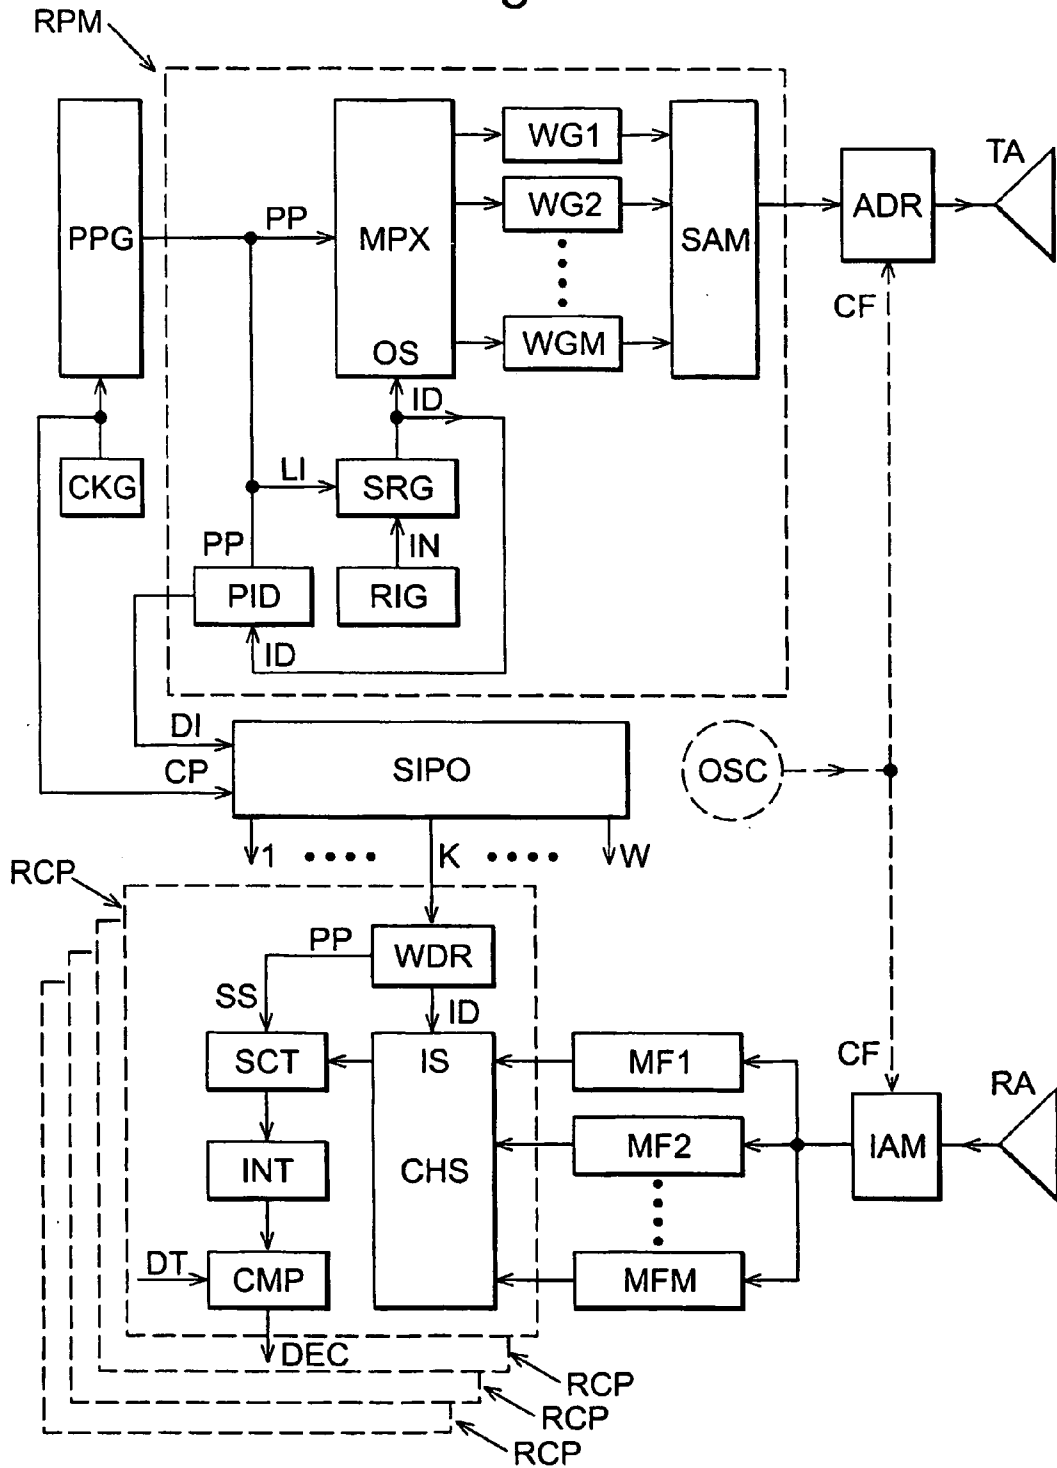 RPM
PPG
PP
MPX
OS
WG1
WG2
WGM
SAM
ADR
TA
CF
ID
CKG
LI
SRG
PP
IN
PID
RIG
ID
DI
CP
SIPO
OSC
1
K
W
RCP
PP
WDR
SS
ID
SCT
IS
MF1
CF
RA
INT
CHS
MF2
IAM
DT
CMP
MFM
DEC
RCP
RCP
RCP